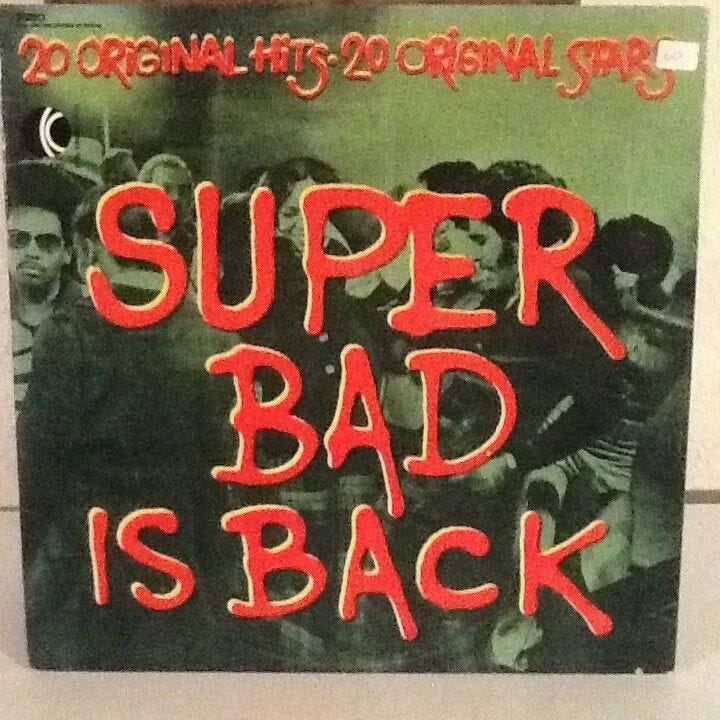 20 ORiGiNAL HiTS · 20 ORiGiNAL STARS
SUPER
BAD
IS BACK